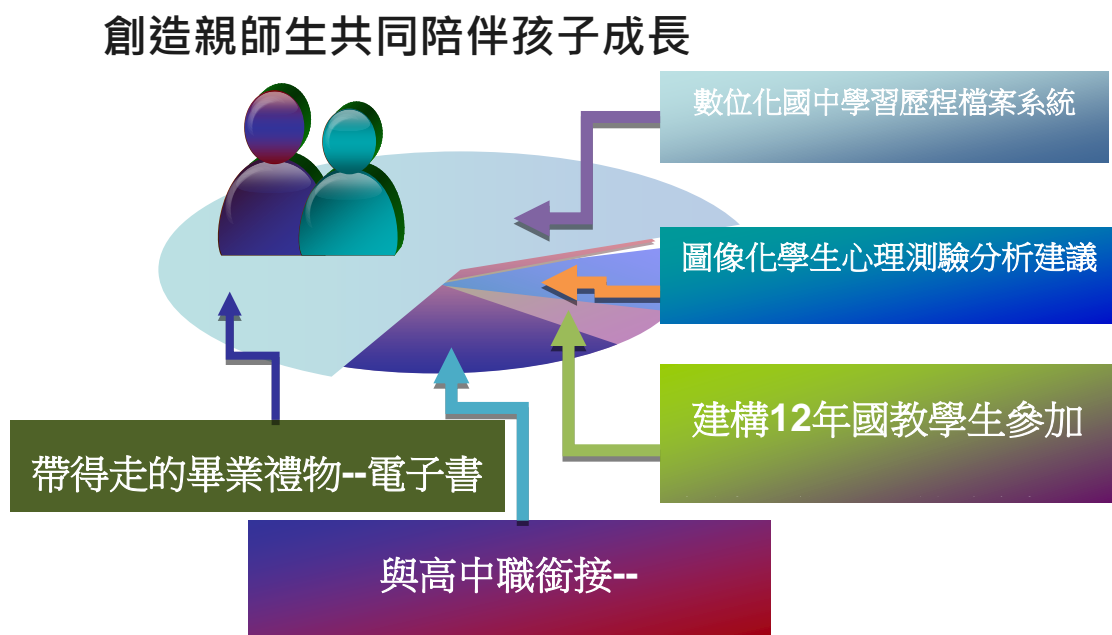 創造親師生共同陪伴孩子成長
數位化國中學習歷程檔案系統
圖像化學生心理測驗分析建議
建構12年國教學生參加
帶得走的畢業禮物--電子書
與高中職銜接--